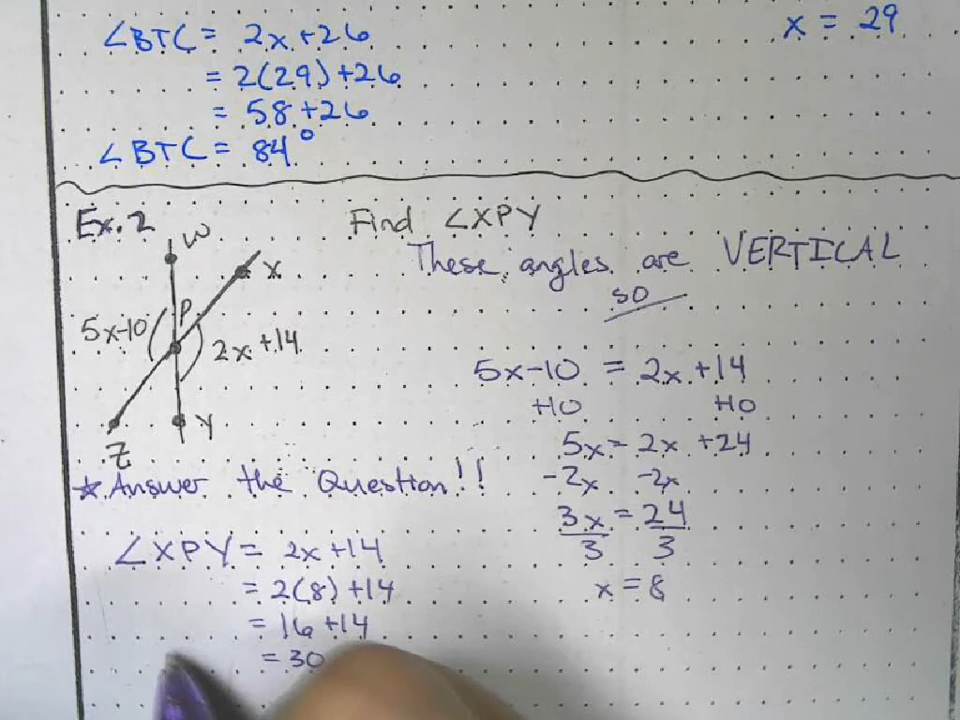 ∠BTC = 2x+26
= 2(29)+26
= 58+26
∠BTC = 84°
x = 29
Ex. 2
Find ∠XPY
These angles are VERTICAL
so
W
X
P
5x-10
2x+14
Y
Z
5x-10 = 2x+14
+10 +10
5x = 2x +24
-2x -2x
3x = 24
3 3
x = 8
★Answer the Question!!
∠XPY = 2x+14
= 2(8)+14
= 16+14
= 30